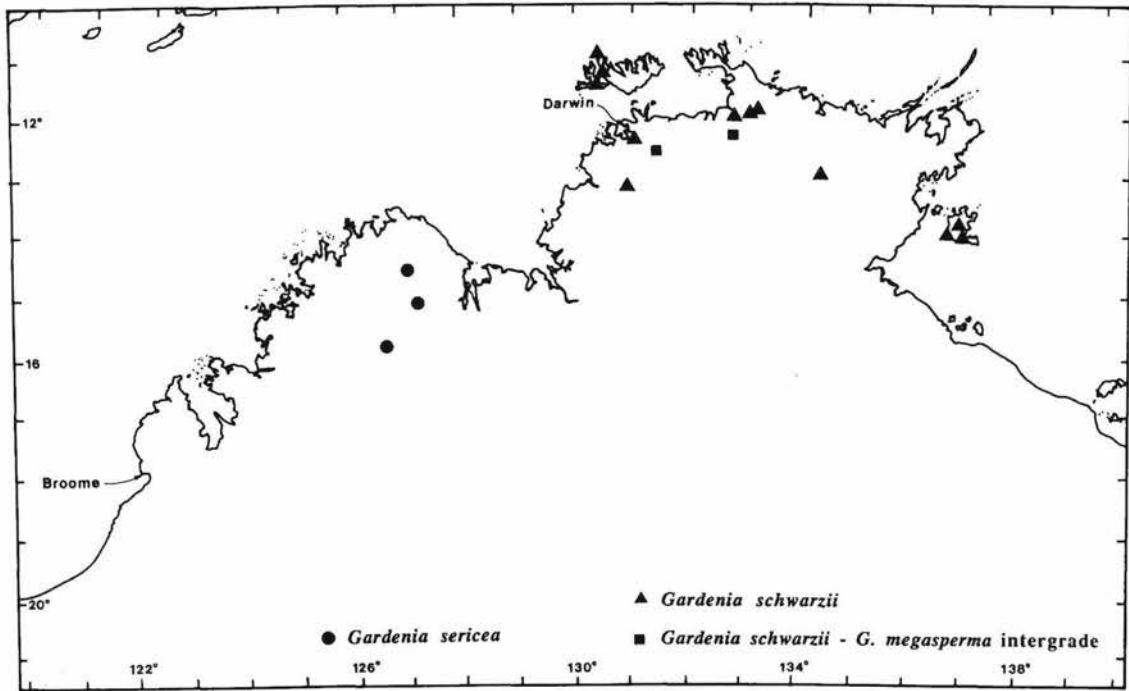 Darwin
12°
16
Broome
20°
▲ Gardenia schwarzii
● Gardenia sericea
■ Gardenia schwarzii - G. megasperma intergrade
122°
126°
130°
134°
138°